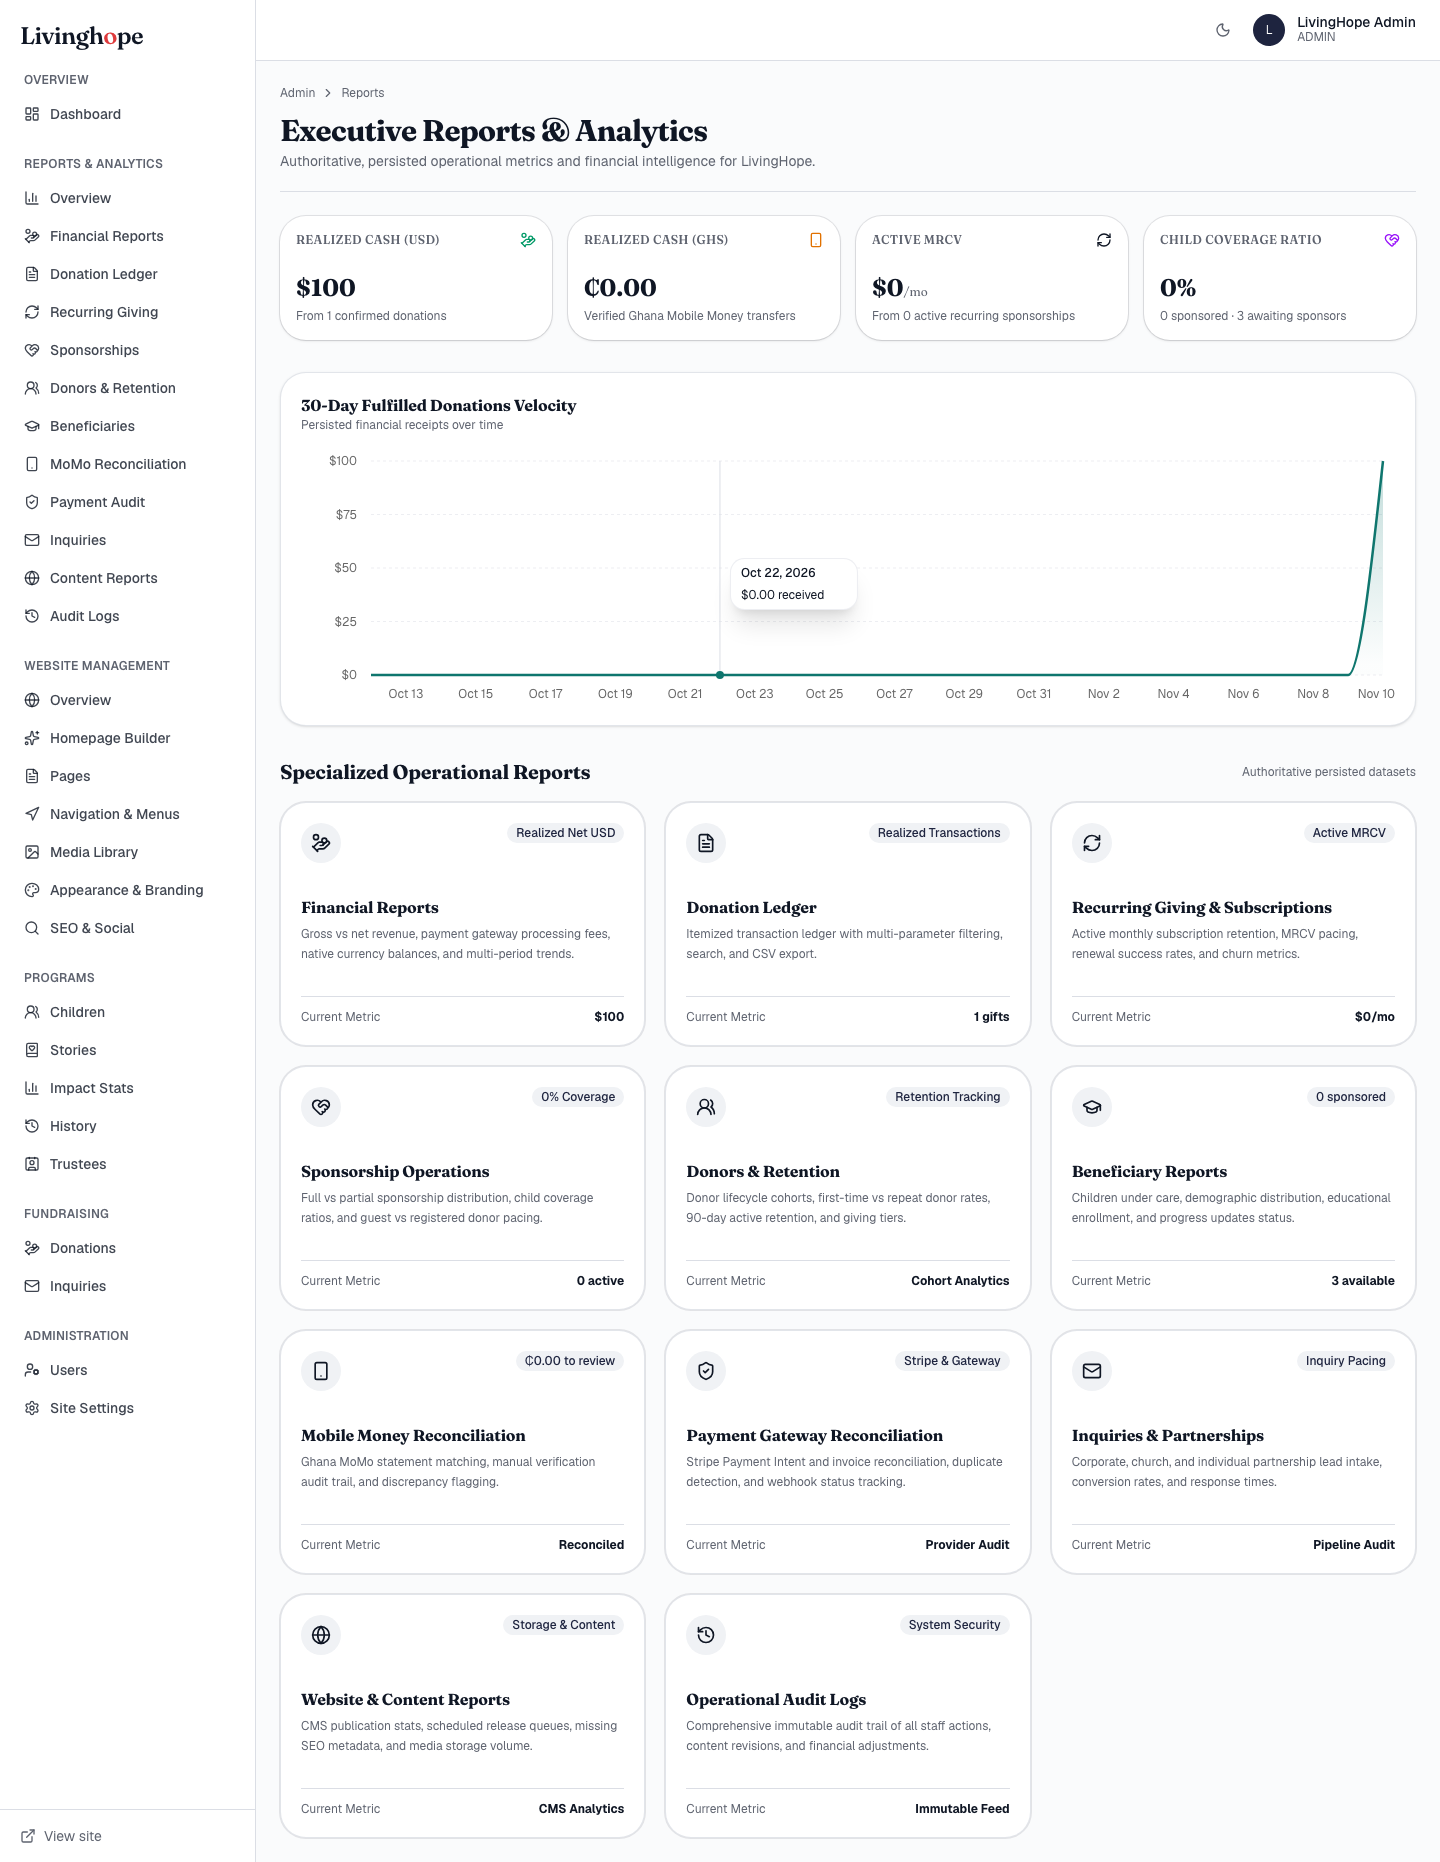 Livinghope
OVERVIEW
Dashboard
REPORTS & ANALYTICS
Overview
Financial Reports
Donation Ledger
Recurring Giving
Sponsorships
Donors & Retention
Beneficiaries
MoMo Reconciliation
Payment Audit
Inquiries
Content Reports
Audit Logs
WEBSITE MANAGEMENT
Overview
Homepage Builder
Pages
Navigation & Menus
Media Library
Appearance & Branding
SEO & Social
PROGRAMS
Children
Stories
Impact Stats
History
Trustees
FUNDRAISING
Donations
Inquiries
ADMINISTRATION
Users
Site Settings
View site
L
LivingHope Admin
ADMIN
Admin > Reports
Executive Reports & Analytics
Authoritative, persisted operational metrics and financial intelligence for LivingHope.
REALIZED CASH (USD)
$100
From 1 confirmed donations
REALIZED CASH (GHS)
₵0.00
Verified Ghana Mobile Money transfers
ACTIVE MRCV
$0/mo
From 0 active recurring sponsorships
CHILD COVERAGE RATIO
0%
0 sponsored · 3 awaiting sponsors
30-Day Fulfilled Donations Velocity
Persisted financial receipts over time
$100
$75
$50
$25
$0
Oct 22, 2026
$0.00 received
Oct 13 Oct 15 Oct 17 Oct 19 Oct 21 Oct 23 Oct 25 Oct 27 Oct 29 Oct 31 Nov 2 Nov 4 Nov 6 Nov 8 Nov 10
Specialized Operational Reports
Authoritative persisted datasets
Realized Net USD
Financial Reports
Gross vs net revenue, payment gateway processing fees,
native currency balances, and multi-period trends.
Current Metric $100
Realized Transactions
Donation Ledger
Itemized transaction ledger with multi-parameter filtering,
search, and CSV export.
Current Metric 1 gifts
Active MRCV
Recurring Giving & Subscriptions
Active monthly subscription retention, MRCV pacing,
renewal success rates, and churn metrics.
Current Metric $0/mo
0% Coverage
Sponsorship Operations
Full vs partial sponsorship distribution, child coverage
ratios, and guest vs registered donor pacing.
Current Metric 0 active
Retention Tracking
Donors & Retention
Donor lifecycle cohorts, first-time vs repeat donor rates,
90-day active retention, and giving tiers.
Current Metric Cohort Analytics
0 sponsored
Beneficiary Reports
Children under care, demographic distribution, educational
enrollment, and progress updates status.
Current Metric 3 available
₵0.00 to review
Mobile Money Reconciliation
Ghana MoMo statement matching, manual verification
audit trail, and discrepancy flagging.
Current Metric Reconciled
Stripe & Gateway
Payment Gateway Reconciliation
Stripe Payment Intent and invoice reconciliation, duplicate
detection, and webhook status tracking.
Current Metric Provider Audit
Inquiry Pacing
Inquiries & Partnerships
Corporate, church, and individual partnership lead intake,
conversion rates, and response times.
Current Metric Pipeline Audit
Storage & Content
Website & Content Reports
CMS publication stats, scheduled release queues, missing
SEO metadata, and media storage volume.
Current Metric CMS Analytics
System Security
Operational Audit Logs
Comprehensive immutable audit trail of all staff actions,
content revisions, and financial adjustments.
Current Metric Immutable Feed